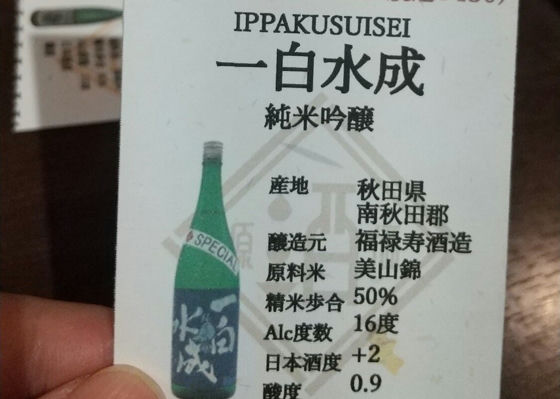 IPPAKUSUISEI
一白水成
純米吟醸
産地 秋田県
南秋田郡
醸造元 福禄寿酒造
原料米 美山錦
精米歩合 50%
Alc度数 16度
日本酒度 +2
酸度 0.9
SPECIAL
一白
水成